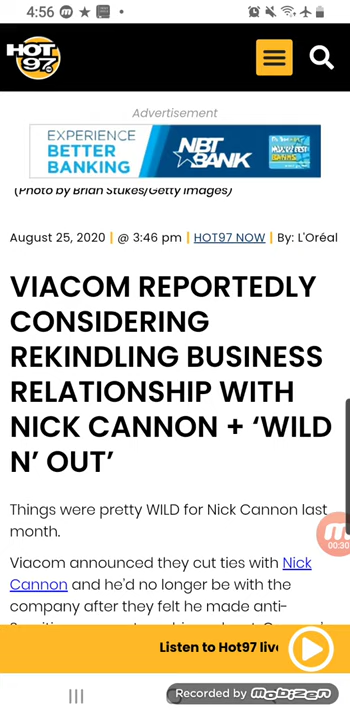 4:56
HOT
97
Advertisement
EXPERIENCE
BETTER
BANKING
NBT
BANK
(Photo by Brian Stukes/Getty Images)
August 25, 2020 | @ 3:46 pm | HOT97 NOW | By: L'Oréal
VIACOM REPORTEDLY
CONSIDERING
REKINDLING BUSINESS
RELATIONSHIP WITH
NICK CANNON + ‘WILD
N’ OUT’
Things were pretty WILD for Nick Cannon last
month.
00:30
Viacom announced they cut ties with Nick
Cannon and he'd no longer be with the
company after they felt he made anti-
Listen to Hot97 live
Recorded by mobizen